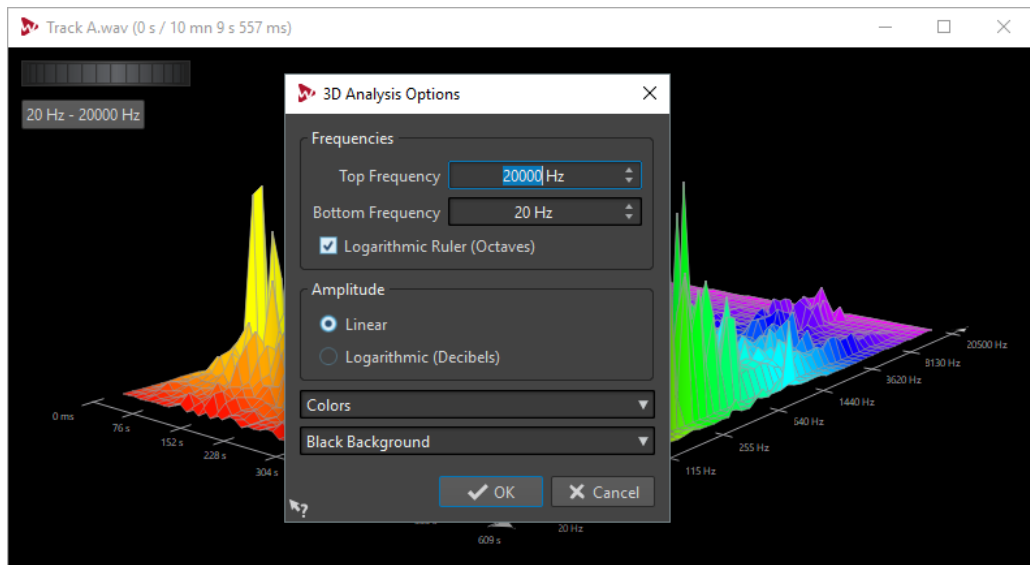 Track A.wav (0 s / 10 mn 9 s 557 ms)
20 Hz - 20000 Hz
3D Analysis Options
Frequencies
Top Frequency 20000 Hz
Bottom Frequency 20 Hz
Logarithmic Ruler (Octaves)
Amplitude
Linear
Logarithmic (Decibels)
Colors
Black Background
OK Cancel
0 ms
76 s
152 s
228 s
304 s
609 s
20 Hz
115 Hz
255 Hz
640 Hz
1440 Hz
3620 Hz
8130 Hz
20500 Hz